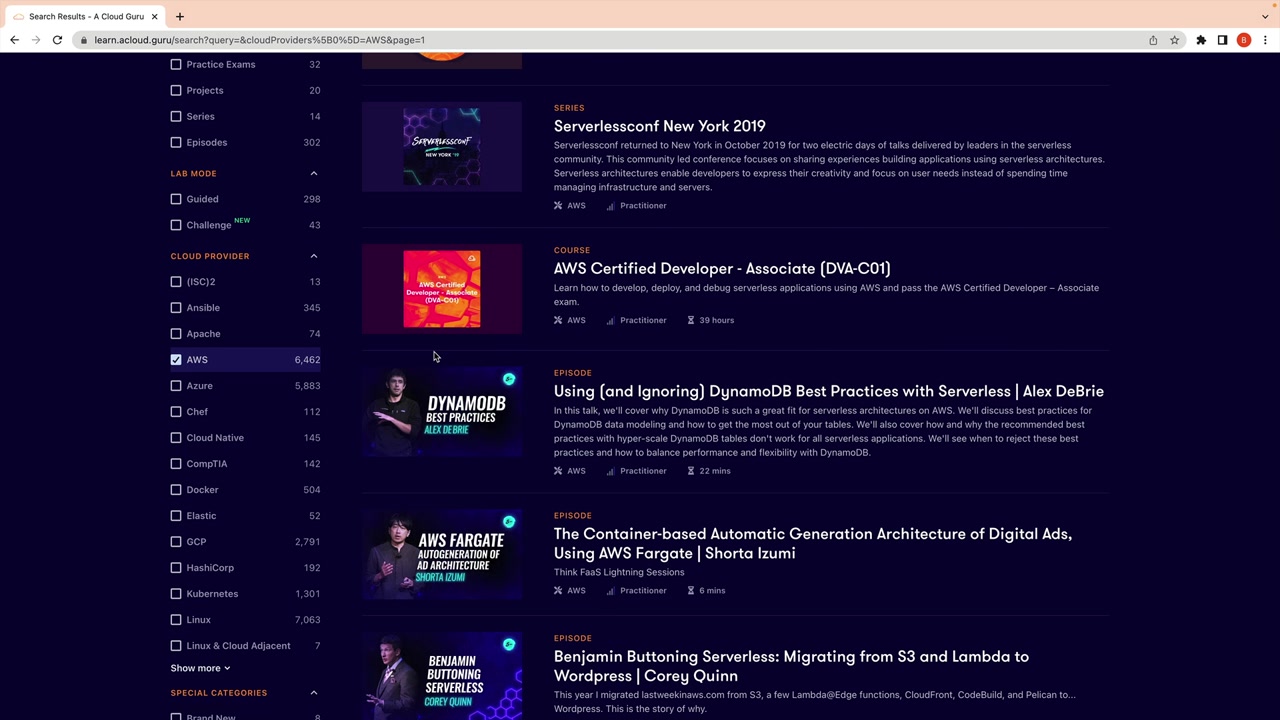 Search Results - A Cloud Guru
learn.acloud.guru/search?query=&cloudProviders%5B0%5D=AWS&page=1
B
Practice Exams 32
Projects 20
Series 14
Episodes 302
LAB MODE
Guided 298
Challenge NEW 43
CLOUD PROVIDER
(ISC)2 13
Ansible 345
Apache 74
AWS 6,462
Azure 5,883
Chef 112
Cloud Native 145
CompTIA 142
Docker 504
Elastic 52
GCP 2,791
HashiCorp 192
Kubernetes 1,301
Linux 7,063
Linux & Cloud Adjacent 7
Show more
SPECIAL CATEGORIES
Brand New 8
SERVERLESSCONF
NEW YORK '19
SERIES
Serverlessconf New York 2019
Serverlessconf returned to New York in October 2019 for two electric days of talks delivered by leaders in the serverless
community. This community led conference focuses on sharing experiences building applications using serverless architectures.
Serverless architectures enable developers to express their creativity and focus on user needs instead of spending time
managing infrastructure and servers.
AWS Practitioner
AWS Certified
Developer - Associate
(DVA-C01)
COURSE
AWS Certified Developer - Associate (DVA-C01)
Learn how to develop, deploy, and debug serverless applications using AWS and pass the AWS Certified Developer – Associate
exam.
AWS Practitioner 39 hours
DYNAMODB
BEST PRACTICES
ALEX DEBRIE
EPISODE
Using (and Ignoring) DynamoDB Best Practices with Serverless | Alex DeBrie
In this talk, we'll cover why DynamoDB is such a great fit for serverless architectures on AWS. We'll discuss best practices for
DynamoDB data modeling and how to get the most out of your tables. We'll also cover how and why the recommended best
practices with hyper-scale DynamoDB tables don't work for all serverless applications. We'll see when to reject these best
practices and how to balance performance and flexibility with DynamoDB.
AWS Practitioner 22 mins
AWS FARGATE
AUTOGENERATION OF
AD ARCHITECTURE
SHORTA IZUMI
EPISODE
The Container-based Automatic Generation Architecture of Digital Ads,
Using AWS Fargate | Shorta Izumi
Think FaaS Lightning Sessions
AWS Practitioner 6 mins
BENJAMIN
BUTTONING
SERVERLESS
COREY QUINN
EPISODE
Benjamin Buttoning Serverless: Migrating from S3 and Lambda to
Wordpress | Corey Quinn
This year I migrated lastweekinaws.com from S3, a few Lambda@Edge functions, CloudFront, CodeBuild, and Pelican to...
Wordpress. This is the story of why.